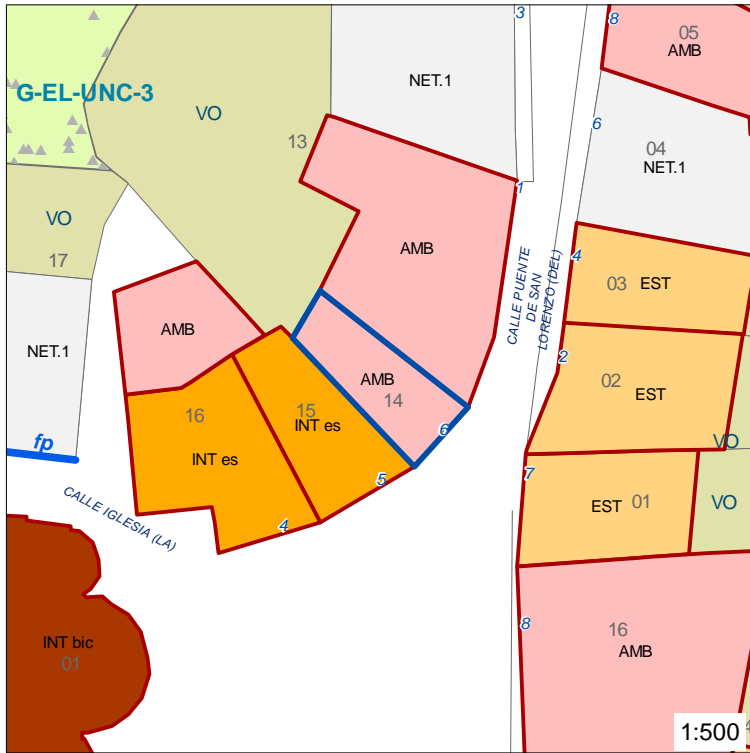 3
8
05
AMB
NET.1
G-EL-UNC-3
VO
6
13
04
NET.1
1
VO
17
AMB
4
CALLE PUENTE
DE SAN
LORENZO (DEL)
03
EST
AMB
NET.1
2
02
EST
AMB
14
16
15
INT es
6
VO
fp
INT es
5
7
CALLE IGLESIA (LA)
4
EST
01
VO
8
16
AMB
INT bic
01
1:500